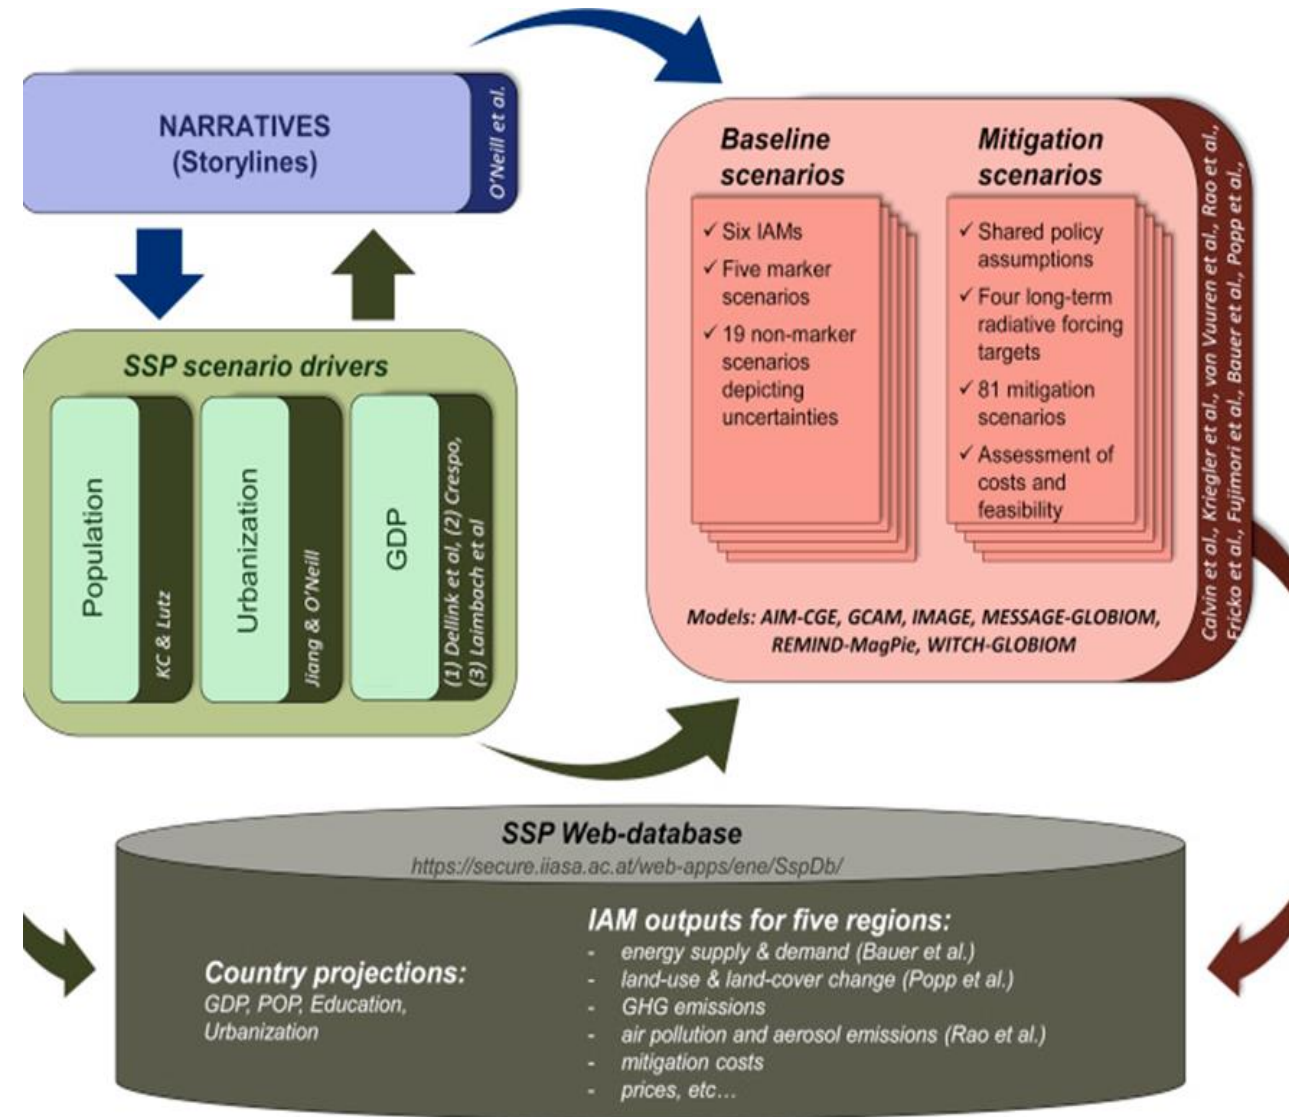 NARRATIVES
(Storylines)
O'Neill et al.
SSP scenario drivers
Population
KC & Lutz
Urbanization
Jiang & O'Neill
GDP
(1) Dellink et al, (2) Crespo,
(3) Laimbach et al
Baseline
scenarios
✓ Six IAMs
✓ Five marker
scenarios
✓ 19 non-marker
scenarios
depicting
uncertainties
Mitigation
scenarios
✓ Shared policy
assumptions
✓ Four long-term
radiative forcing
targets
✓ 81 mitigation
scenarios
✓ Assessment of
costs and
feasibility
Models: AIM-CGE, GCAM, IMAGE, MESSAGE-GLOBIOM,
REMIND-MagPie, WITCH-GLOBIOM
Calvin et al., Kriegler et al., van Vuuren et al., Rao et al.,
Fricko et al., Fujimori et al., Bauer et al., Popp et al.,
SSP Web-database
https://secure.iiasa.ac.at/web-apps/ene/SspDb/
Country projections:
GDP, POP, Education,
Urbanization
IAM outputs for five regions:
- energy supply & demand (Bauer et al.)
- land-use & land-cover change (Popp et al.)
- GHG emissions
- air pollution and aerosol emissions (Rao et al.)
- mitigation costs
- prices, etc…